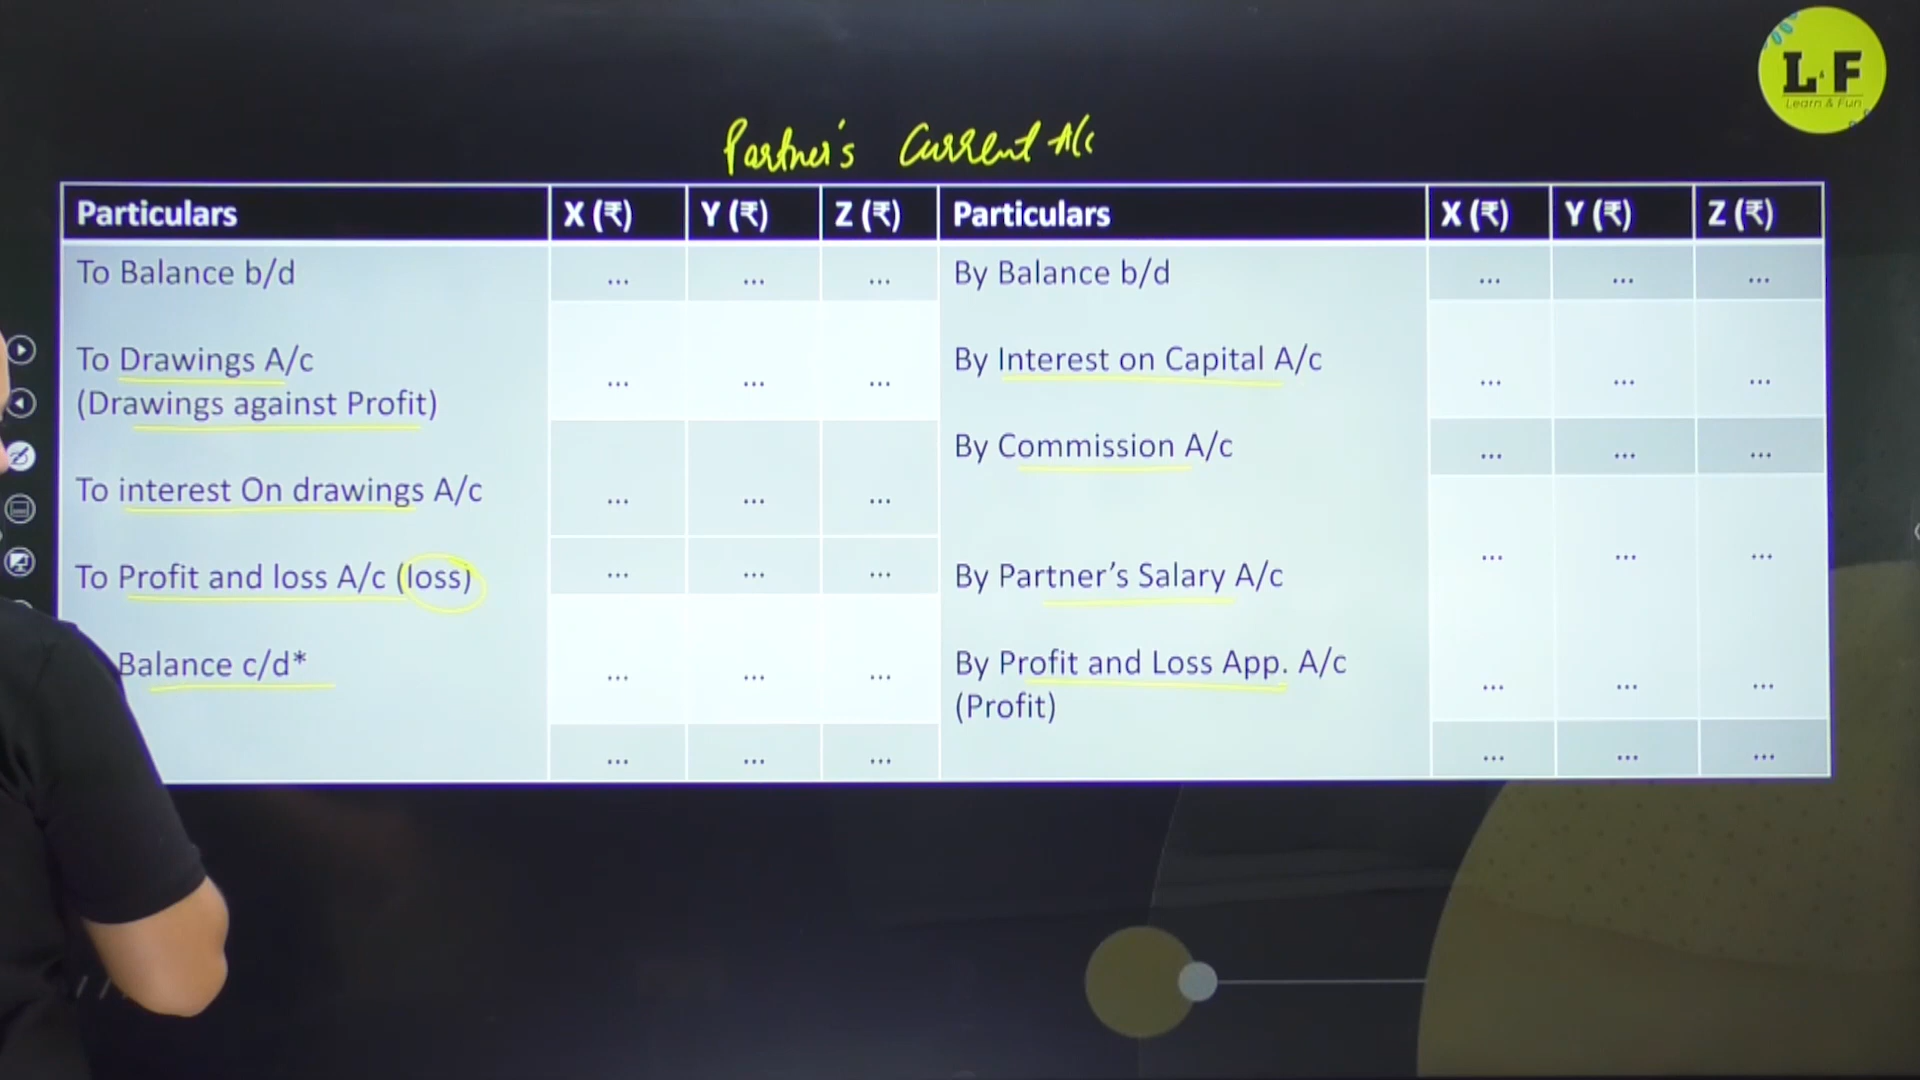 L&F
Learn & Fun
Partner's Current A/c
Particulars X (₹) Y (₹) Z (₹) Particulars X (₹) Y (₹) Z (₹)
To Balance b/d ... ... ... By Balance b/d ... ... ...
To Drawings A/c
(Drawings against Profit) ... ... ...
By Interest on Capital A/c ... ... ...
By Commission A/c ... ... ...
To interest On drawings A/c ... ... ...
To Profit and loss A/c (loss) ... ... ...
By Partner’s Salary A/c ... ... ...
Balance c/d* ... ... ...
By Profit and Loss App. A/c
(Profit) ... ... ...
... ... ... ... ... ...